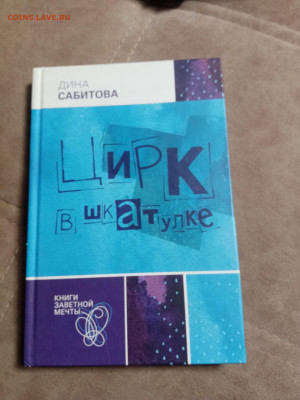 COINS.LAVE.RU
ДИНА
САБИТОВА
ЦИРК
В ШКАТУЛКЕ
КНИГИ
ЗАВЕТНОЙ
МЕЧТЫ